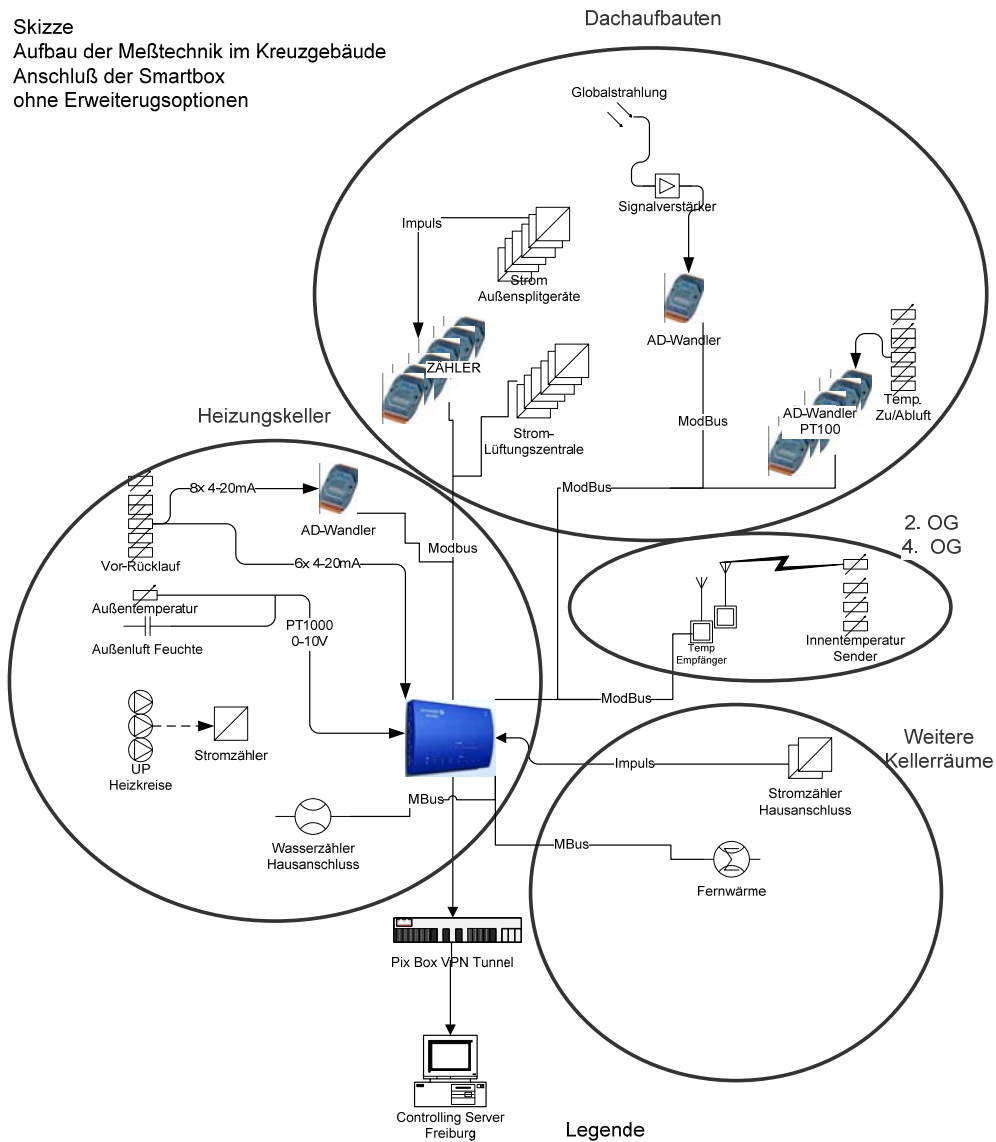 Skizze
Aufbau der Meßtechnik im Kreuzgebäude
Anschluß der Smartbox
ohne Erweiterugsoptionen
Dachaufbauten
Globalstrahlung
Signalverstärker
Impuls
Strom
Außensplitgeräte
AD-Wandler
ZÄHLER
Temp.
Zu/Abluft
AD-Wandler
PT100
Strom-
Lüftungszentrale
ModBus
ModBus
Heizungskeller
8x 4-20mA
AD-Wandler
Modbus
Vor-Rücklauf
6x 4-20mA
Außentemperatur
PT1000
0-10V
Außenluft Feuchte
2. OG
4. OG
Temp
Empfänger
Innentemperatur
Sender
ModBus
UP
Heizkreise
Stromzähler
Weitere
Kellerräume
Impuls
Stromzähler
Hausanschluss
MBus
Wasserzähler
Hausanschluss
MBus
Fernwärme
Pix Box VPN Tunnel
Controlling Server
Freiburg
Legende